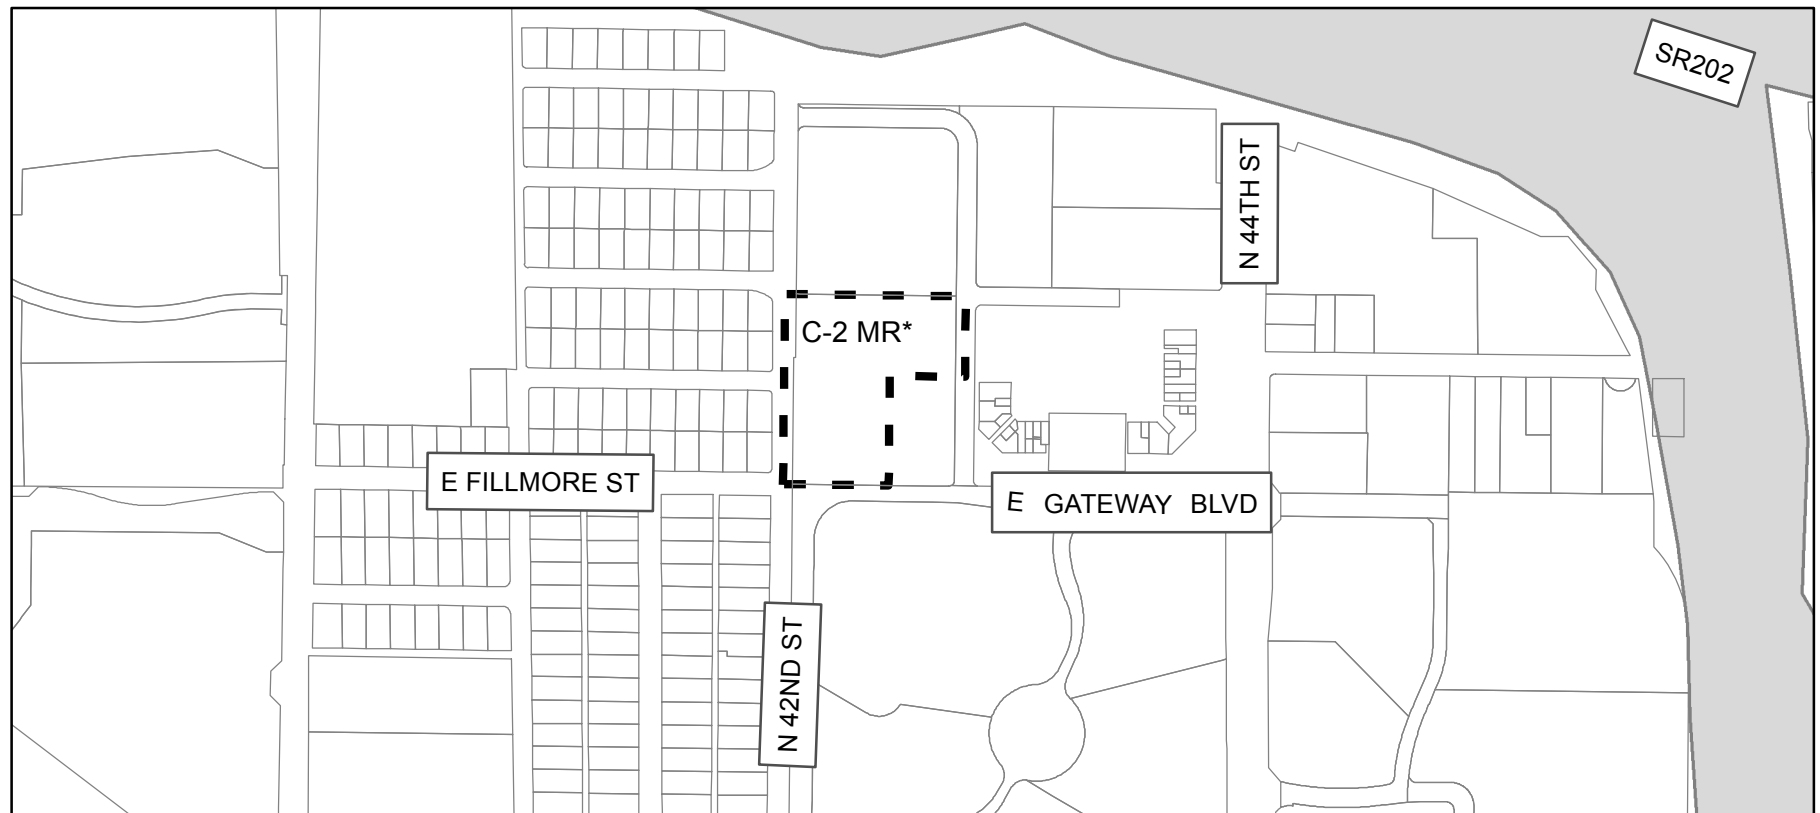 SR202
N 44TH ST
C-2 MR*
E FILLMORE ST
E GATEWAY BLVD
N 42ND ST